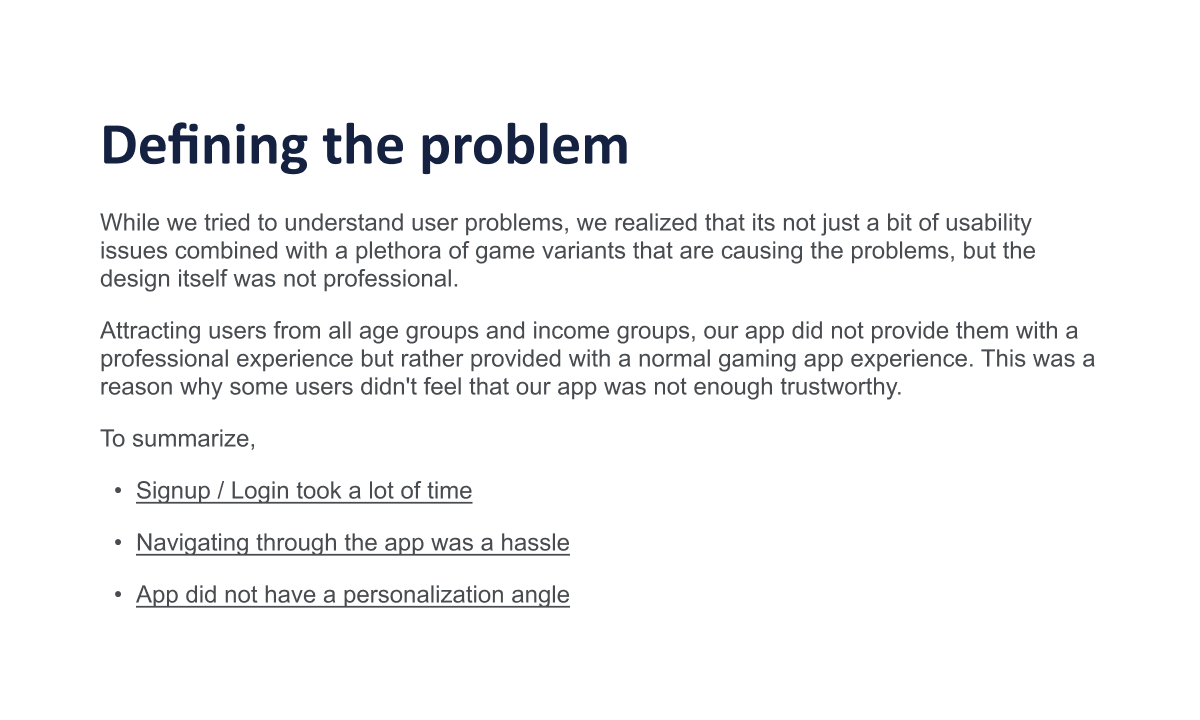 Defining the problem
While we tried to understand user problems, we realized that its not just a bit of usability
issues combined with a plethora of game variants that are causing the problems, but the
design itself was not professional.
Attracting users from all age groups and income groups, our app did not provide them with a
professional experience but rather provided with a normal gaming app experience. This was a
reason why some users didn't feel that our app was not enough trustworthy.
To summarize,
• Signup / Login took a lot of time
• Navigating through the app was a hassle
• App did not have a personalization angle